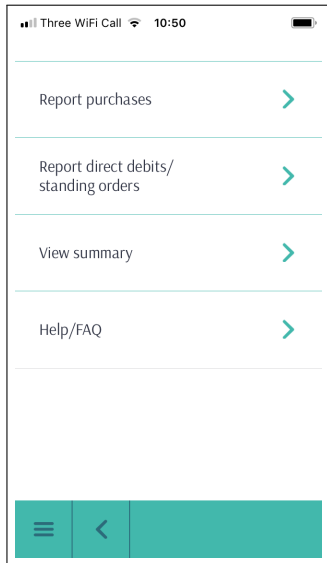 Three WiFi Call 10:50
Report purchases
Report direct debits/
standing orders
View summary
Help/FAQ